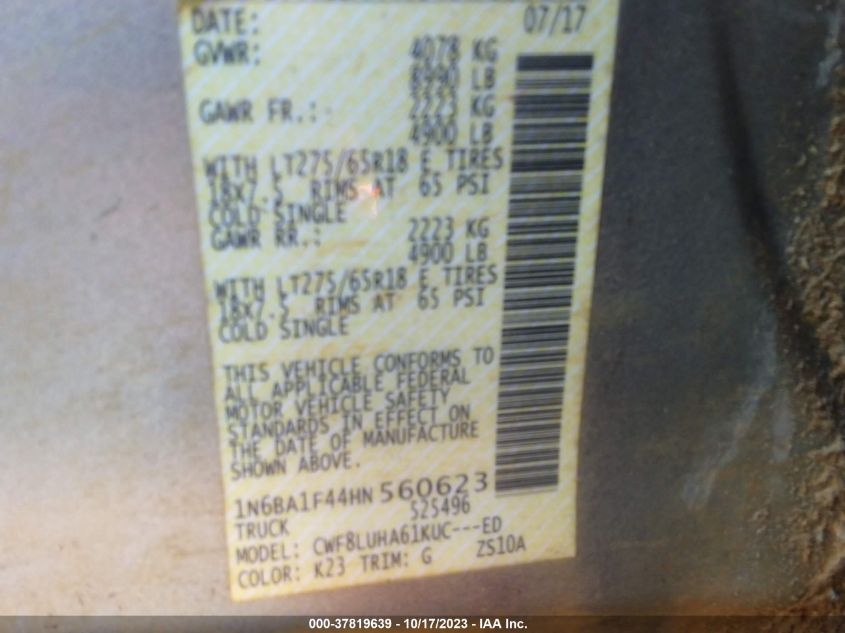 DATE: 07/17
GVWR: 4078 KG
8990 LB
GAWR FR.: 2223 KG
4900 LB
WITH LT275/65R18 E TIRES
18X7.5 RIMS AT 65 PSI
COLD SINGLE
GAWR RR.: 2223 KG
4900 LB
WITH LT275/65R18 E TIRES
18X7.5 RIMS AT 65 PSI
COLD SINGLE
THIS VEHICLE CONFORMS TO
ALL APPLICABLE FEDERAL
MOTOR VEHICLE SAFETY
STANDARDS IN EFFECT ON
THE DATE OF MANUFACTURE
SHOWN ABOVE.
1N6BA1F44HN 560623
525496
TRUCK
MODEL: CWF8LUHA61KUC---ED
COLOR: K23 TRIM: G ZS10A
000-37819639 - 10/17/2023 - IAA Inc.